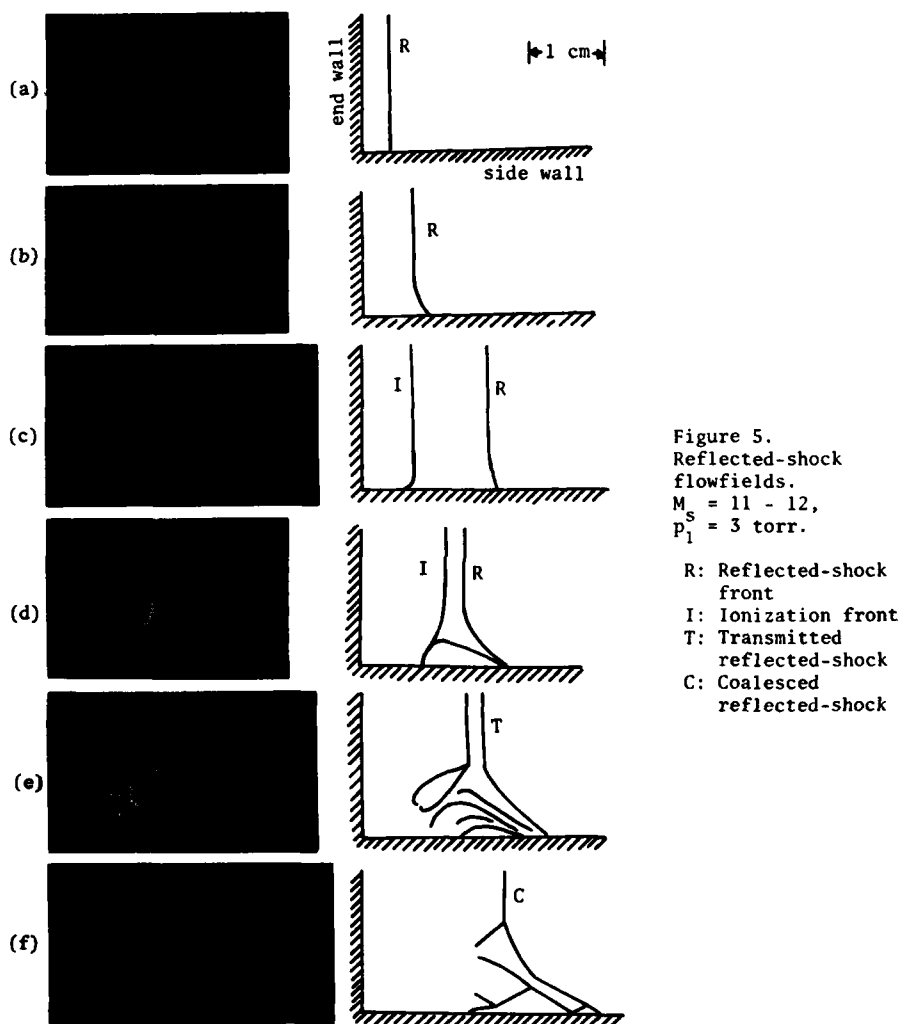 (a)
end wall
R
1 cm
side wall
(b)
R
(c)
I
R
(d)
I
R
(e)
T
(f)
C
Figure 5.
Reflected-shock
flowfields.
M_s = 11 - 12,
p_1 = 3 torr.
R: Reflected-shock
front
I: Ionization front
T: Transmitted
reflected-shock
C: Coalesced
reflected-shock